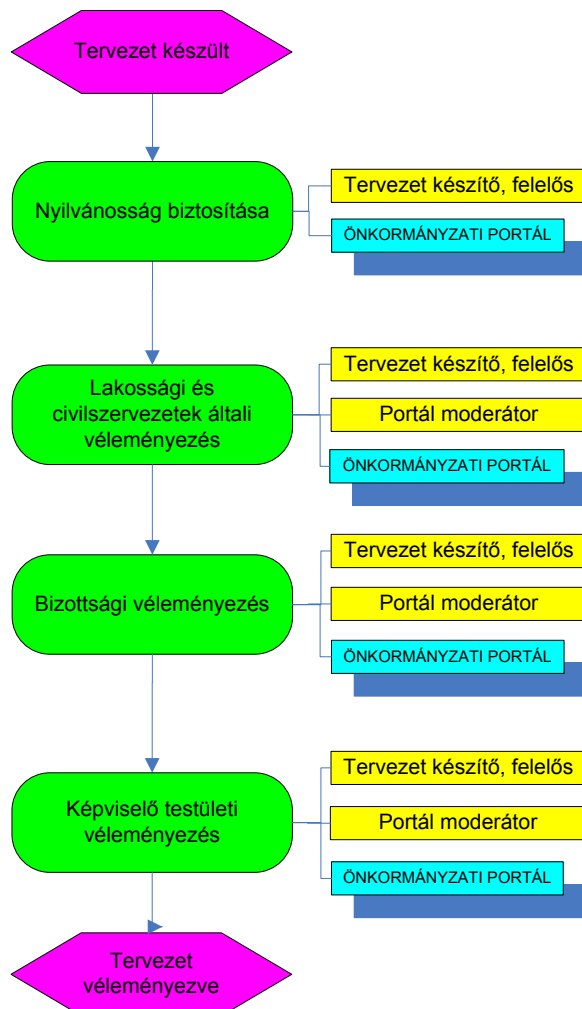 Tervezet készült
Nyilvánosság biztosítása
Tervezet készítő, felelős
ÖNKORMÁNYZATI PORTÁL
Lakossági és
civilszervezetek általi
véleményezés
Tervezet készítő, felelős
Portál moderátor
ÖNKORMÁNYZATI PORTÁL
Bizottsági véleményezés
Tervezet készítő, felelős
Portál moderátor
ÖNKORMÁNYZATI PORTÁL
Képviselő testületi
véleményezés
Tervezet készítő, felelős
Portál moderátor
ÖNKORMÁNYZATI PORTÁL
Tervezet
véleményezve